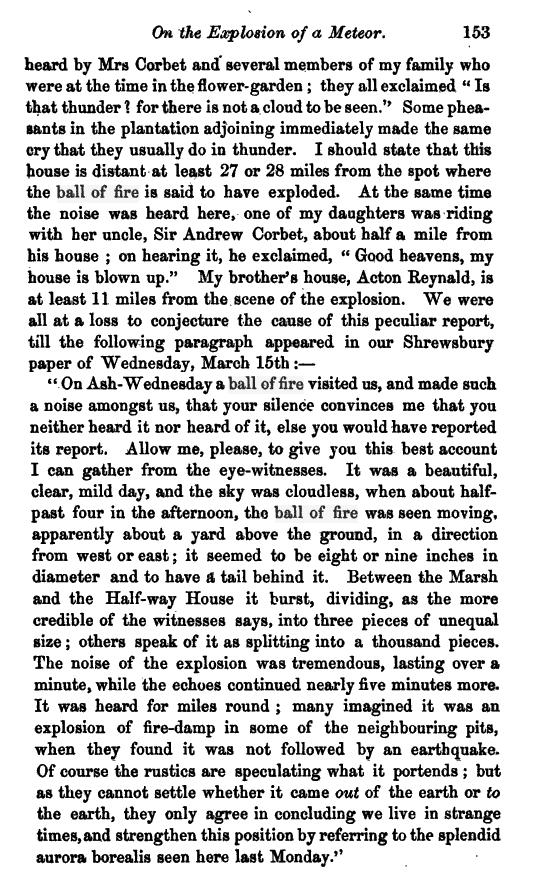 On the Explosion of a Meteor. 153
heard by Mrs Corbet and several members of my family who
were at the time in the flower-garden ; they all exclaimed “ Is
that thunder ? for there is not a cloud to be seen.” Some phea-
sants in the plantation adjoining immediately made the same
cry that they usually do in thunder. I should state that this
house is distant at least 27 or 28 miles from the spot where
the ball of fire is said to have exploded. At the same time
the noise was heard here, one of my daughters was riding
with her uncle, Sir Andrew Corbet, about half a mile from
his house ; on hearing it, he exclaimed, “ Good heavens, my
house is blown up.” My brother’s house, Acton Reynald, is
at least 11 miles from the scene of the explosion. We were
all at a loss to conjecture the cause of this peculiar report,
till the following paragraph appeared in our Shrewsbury
paper of Wednesday, March 15th :—
“ On Ash-Wednesday a ball of fire visited us, and made such
a noise amongst us, that your silence convinces me that you
neither heard it nor heard of it, else you would have reported
its report. Allow me, please, to give you this best account
I can gather from the eye-witnesses. It was a beautiful,
clear, mild day, and the sky was cloudless, when about half-
past four in the afternoon, the ball of fire was seen moving,
apparently about a yard above the ground, in a direction
from west or east ; it seemed to be eight or nine inches in
diameter and to have a tail behind it. Between the Marsh
and the Half-way House it burst, dividing, as the more
credible of the witnesses says, into three pieces of unequal
size ; others speak of it as splitting into a thousand pieces.
The noise of the explosion was tremendous, lasting over a
minute, while the echoes continued nearly five minutes more.
It was heard for miles round ; many imagined it was an
explosion of fire-damp in some of the neighbouring pits,
when they found it was not followed by an earthquake.
Of course the rustics are speculating what it portends ; but
as they cannot settle whether it came out of the earth or to
the earth, they only agree in concluding we live in strange
times, and strengthen this position by referring to the splendid
aurora borealis seen here last Monday.”